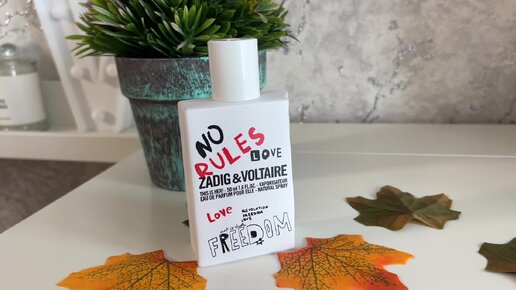 NO
RULES LOVE
ZADIG & VOLTAIRE
THIS IS HER! - 50 ml 1.6 FL.OZ. - VAPORISATEUR
EAU DE PARFUM POUR ELLE - NATURAL SPRAY
Love
FREEDOM